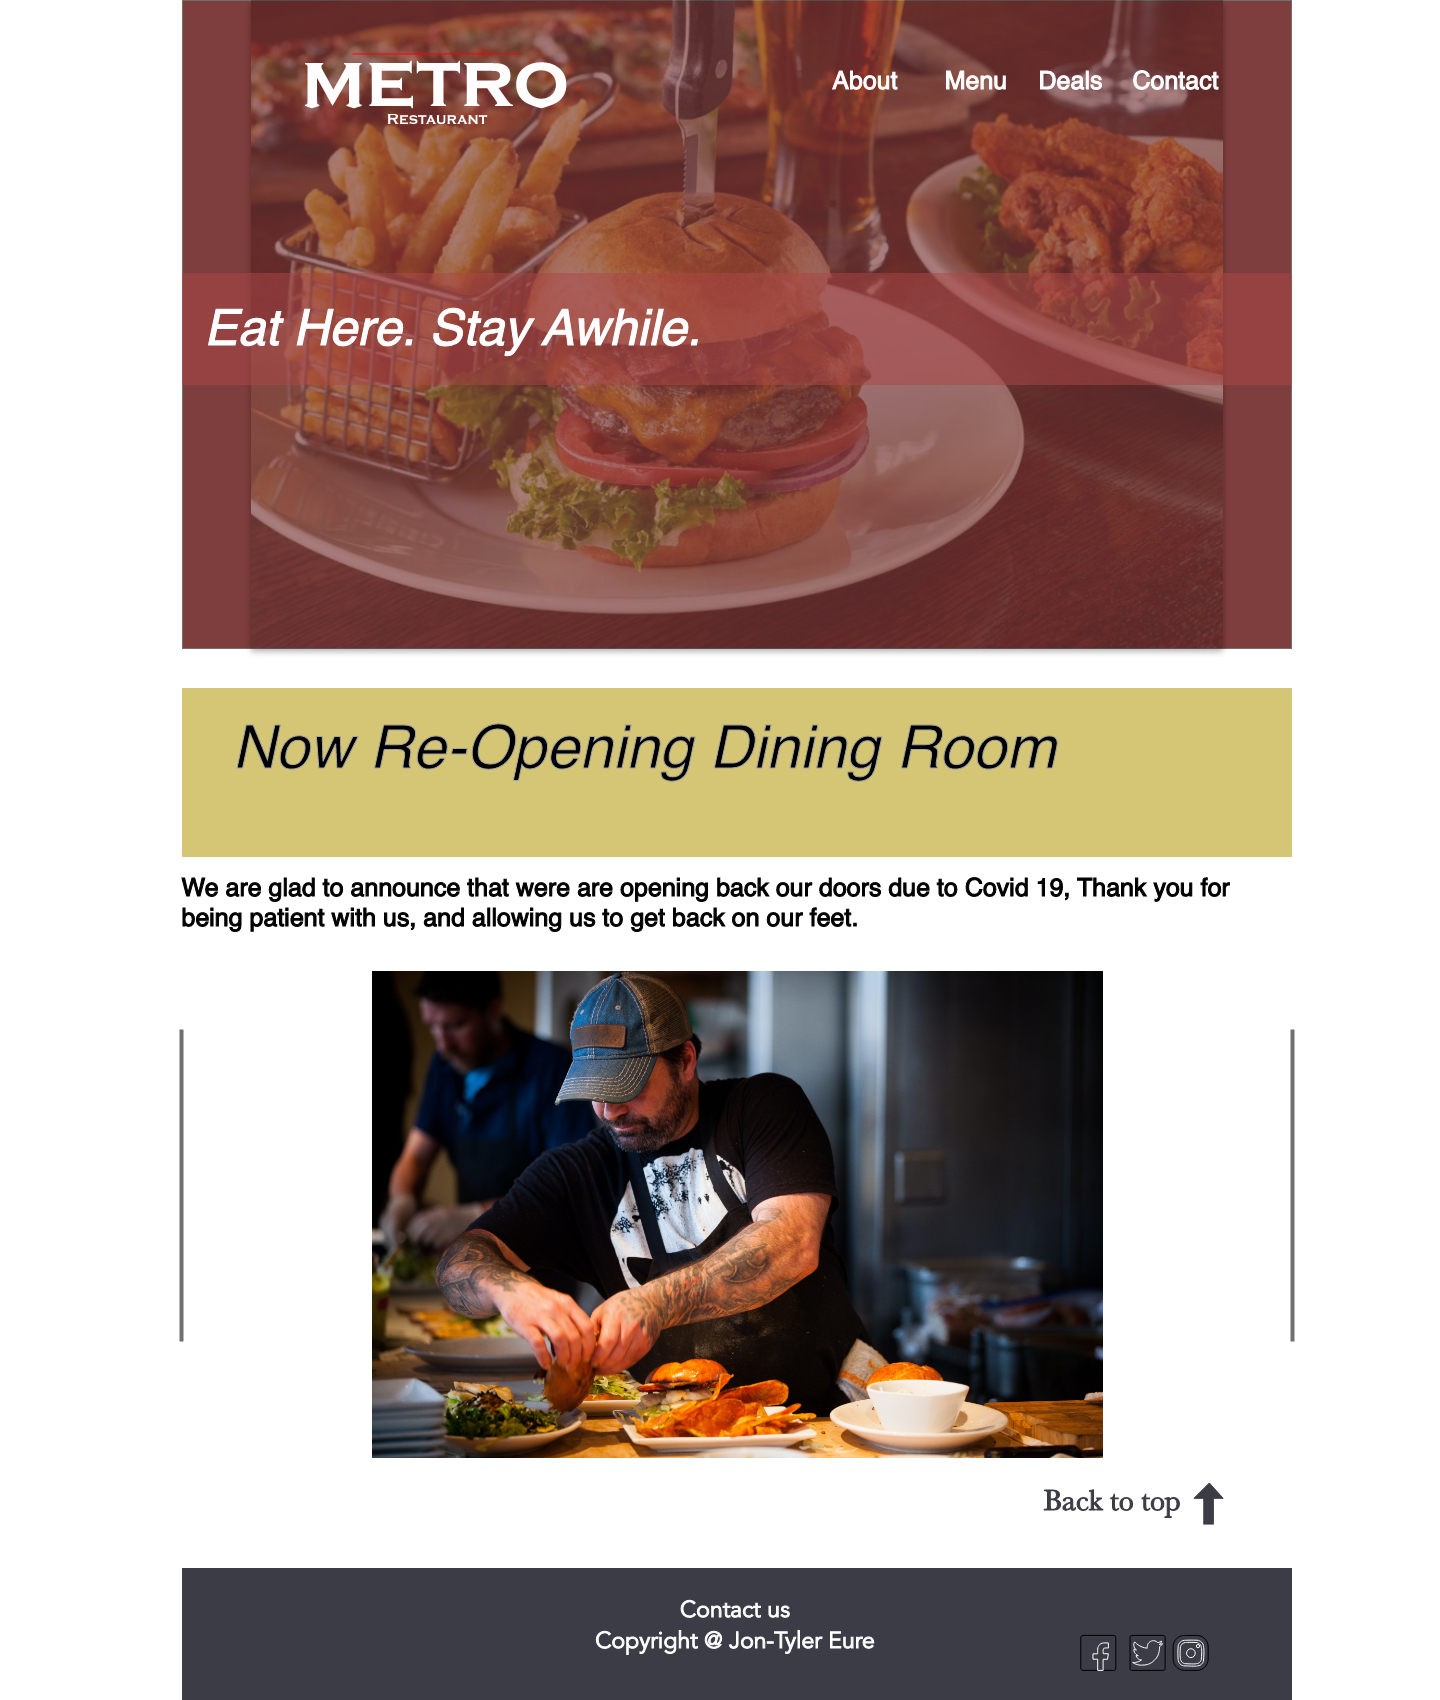 METRO
RESTAURANT
About Menu Deals Contact
Eat Here. Stay Awhile.
Now Re-Opening Dining Room
We are glad to announce that were are opening back our doors due to Covid 19, Thank you for
being patient with us, and allowing us to get back on our feet.
Back to top
Contact us
Copyright @ Jon-Tyler Eure